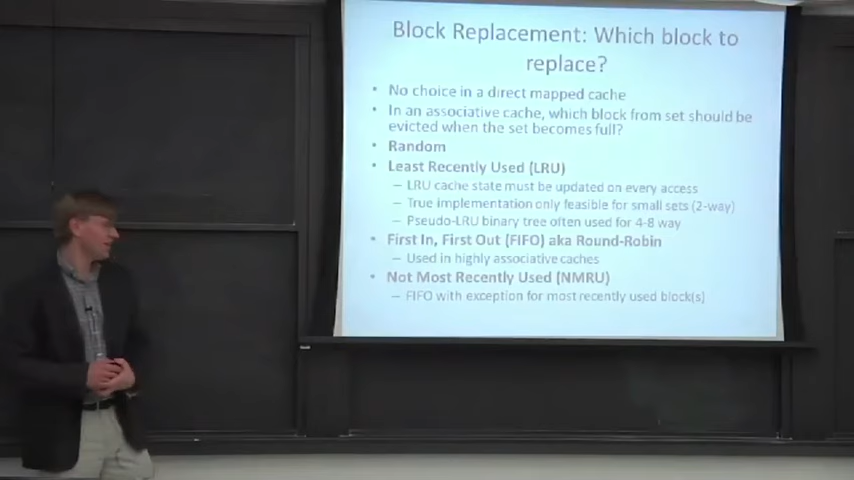 Block Replacement: Which block to
replace?
• No choice in a direct mapped cache
• In an associative cache, which block from set should be
evicted when the set becomes full?
• Random
• Least Recently Used (LRU)
– LRU cache state must be updated on every access
– True implementation only feasible for small sets (2-way)
– Pseudo-LRU binary tree often used for 4-8 way
• First In, First Out (FIFO) aka Round-Robin
– Used in highly associative caches
• Not Most Recently Used (NMRU)
– FIFO with exception for most recently used block(s)